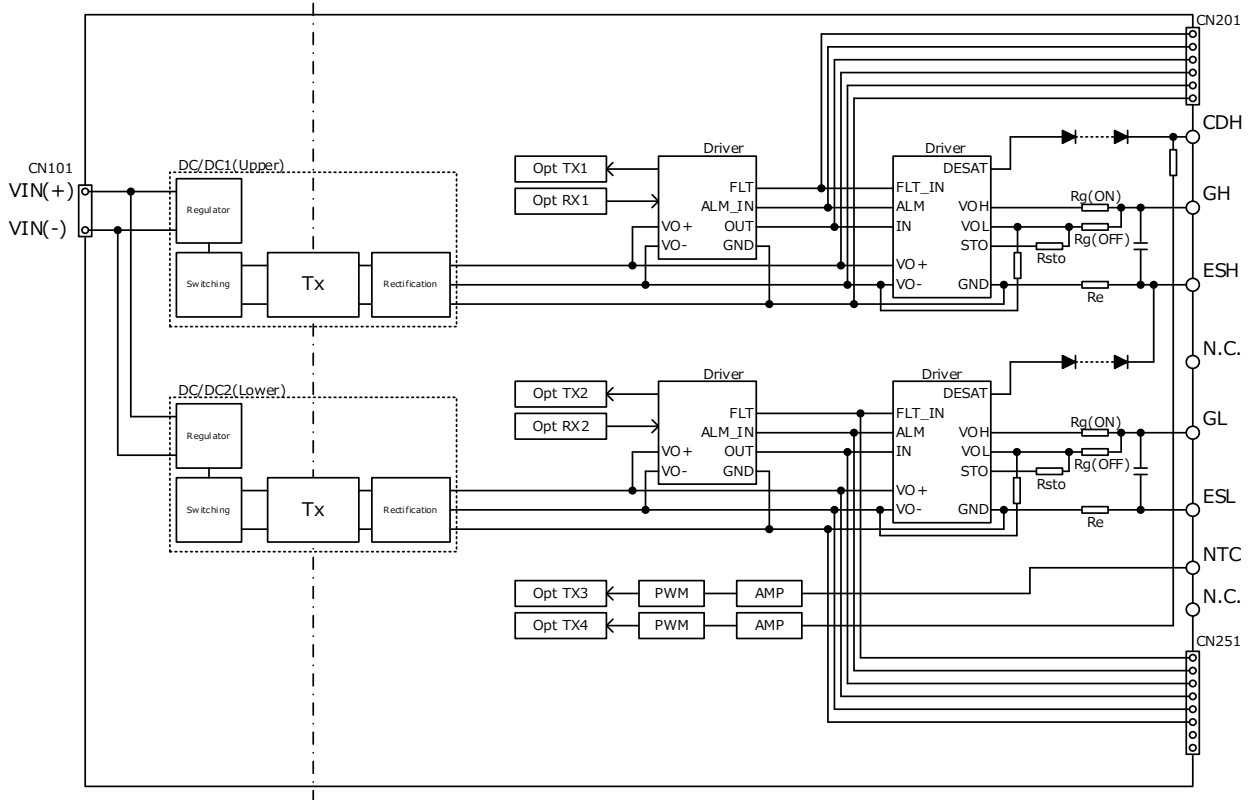 CN201
CDH
CN101
DC/DC1(Upper)
Driver
Driver
DESAT
Opt TX1
VIN(+)
Regulator
FLT
FLT_IN
Rg(ON)
Opt RX1
ALM_IN
ALM
VOH
GH
VIN(-)
VO+
OUT
IN
VOL
VO-
GND
STO
Rg(OFF)
Rsto
Switching
Tx
Rectification
VO+
VO-
GND
ESH
Re
N.C.
DC/DC2(Lower)
Driver
Driver
DESAT
Opt TX2
Regulator
FLT
FLT_IN
Rg(ON)
Opt RX2
ALM_IN
ALM
VOH
GL
VO+
OUT
IN
VOL
VO-
GND
STO
Rg(OFF)
Rsto
Switching
Tx
Rectification
VO+
VO-
GND
ESL
Re
NTC
Opt TX3
PWM
AMP
N.C.
Opt TX4
PWM
AMP
CN251